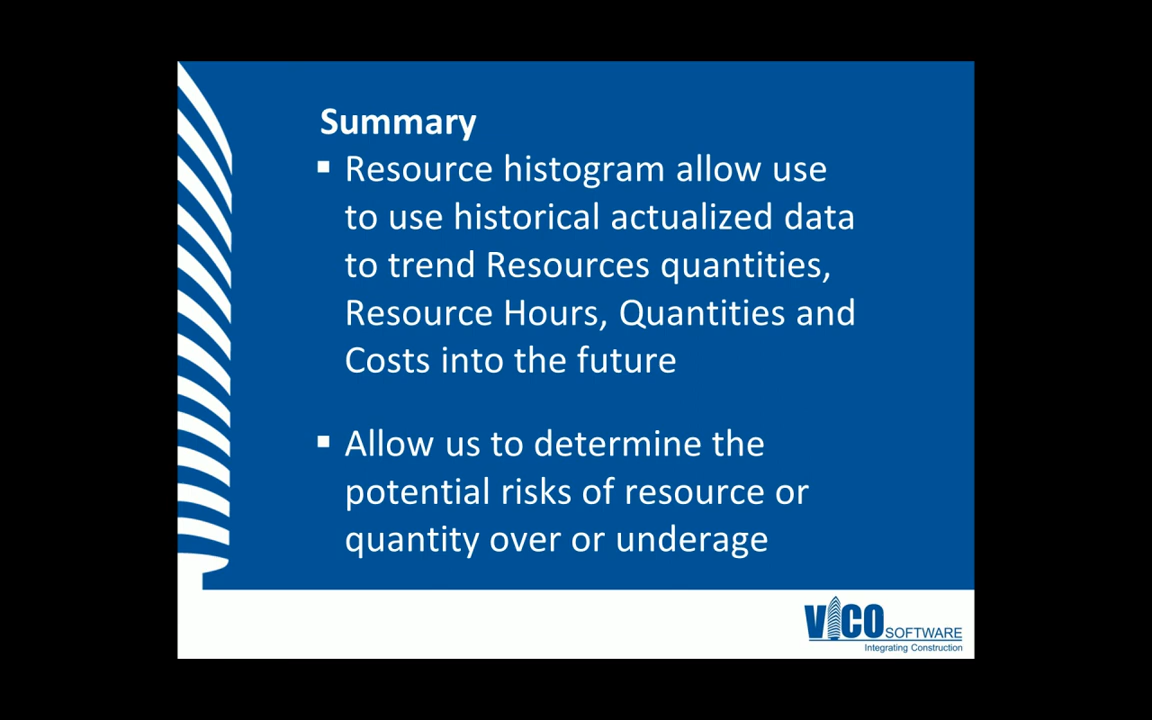 Summary
▪ Resource histogram allow use
to use historical actualized data
to trend Resources quantities,
Resource Hours, Quantities and
Costs into the future
▪ Allow us to determine the
potential risks of resource or
quantity over or underage
VICO SOFTWARE
Integrating Construction